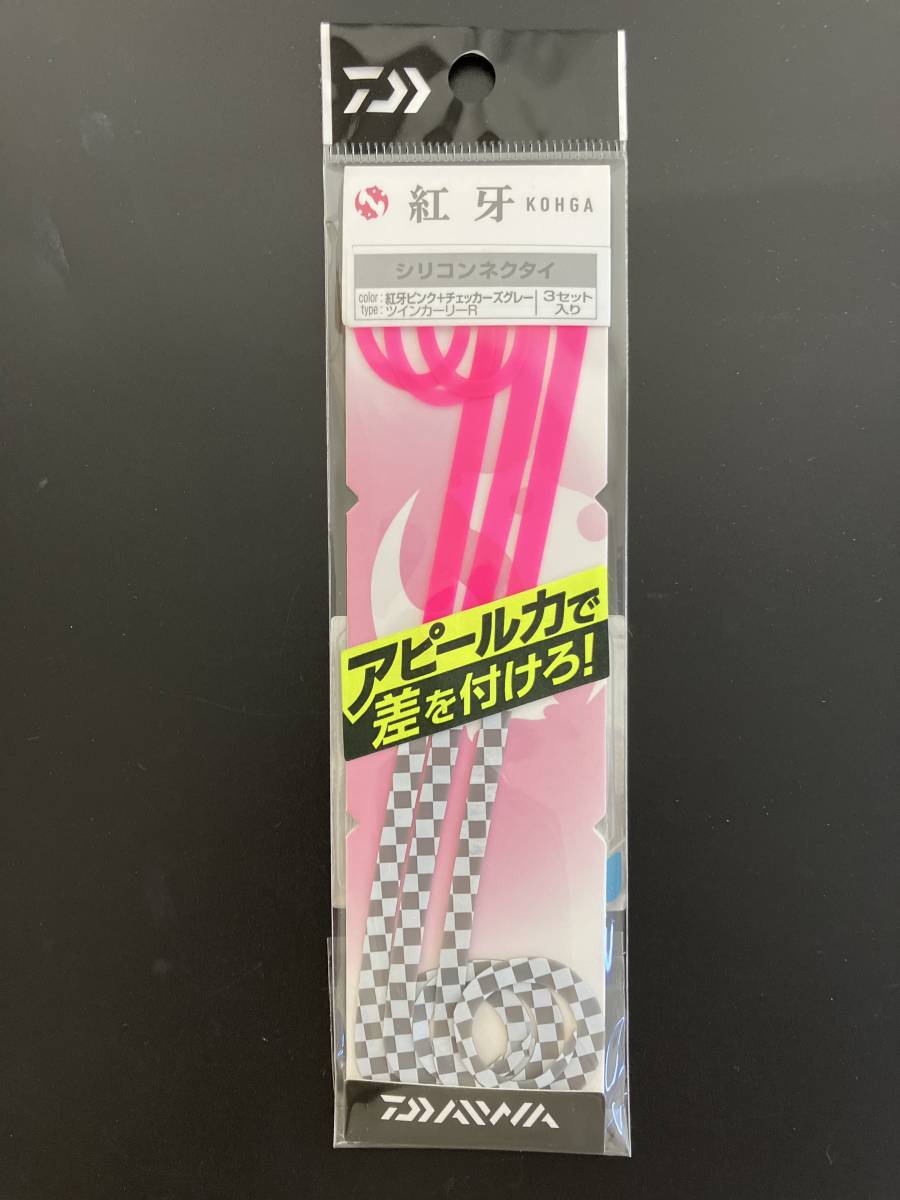 紅牙 KOHGA
シリコンネクタイ
color：紅牙ピンク+チェッカーズグレー
type：ツインカーリーR
3セット
入り
アピール力で
差を付けろ!
DAIWA